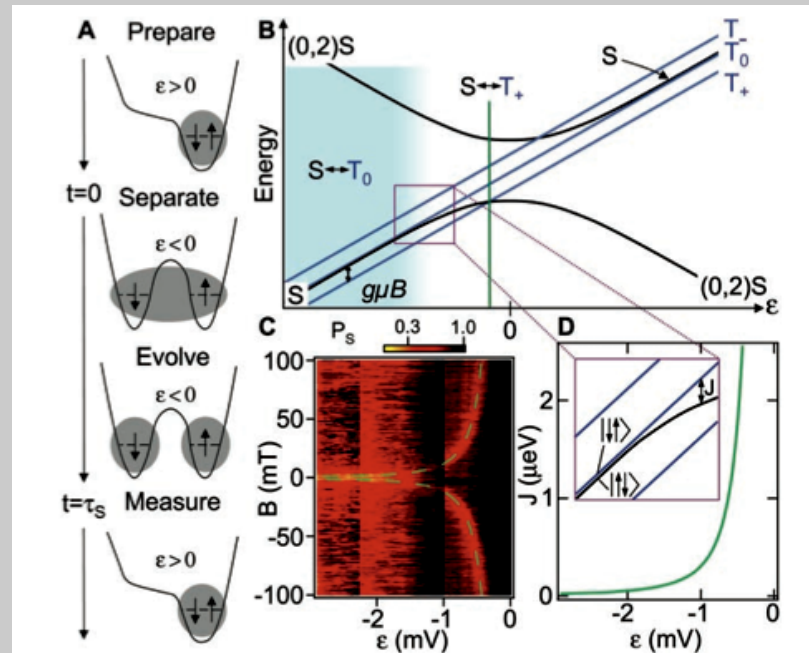 A
Prepare
ε>0
t=0
Separate
ε<0
Evolve
ε<0
t=τS
Measure
ε>0
B
(0,2)S
S↔T+
S
T-
T0
T+
S↔T0
Energy
gμB
S
(0,2)S
0
ε
C
PS
0.3
1.0
100
50
0
-50
-100
B (mT)
-2
-1
0
ε (mV)
D
J
|↓↑⟩
|↑↓⟩
2
1
0
J (μeV)
-2
-1
0
ε (mV)